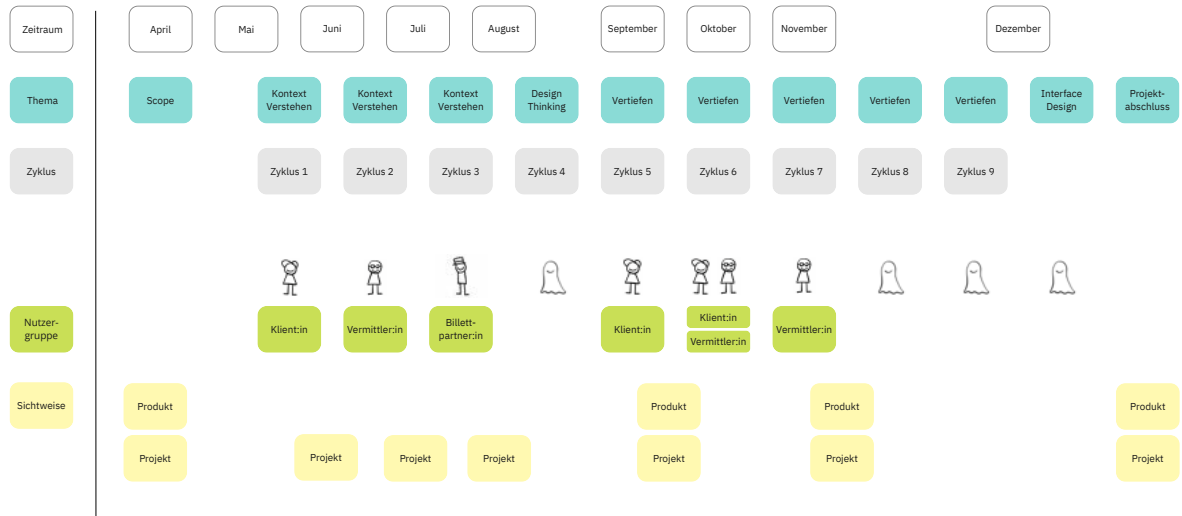 Zeitraum
April
Mai
Juni
Juli
August
September
Oktober
November
Dezember
Thema
Scope
Kontext
Verstehen
Kontext
Verstehen
Kontext
Verstehen
Design
Thinking
Vertiefen
Vertiefen
Vertiefen
Vertiefen
Vertiefen
Interface
Design
Projekt-
abschluss
Zyklus
Zyklus 1
Zyklus 2
Zyklus 3
Zyklus 4
Zyklus 5
Zyklus 6
Zyklus 7
Zyklus 8
Zyklus 9
Nutzer-
gruppe
Klient:in
Vermittler:in
Billett-
partner:in
Klient:in
Klient:in
Vermittler:in
Vermittler:in
Sichtweise
Produkt
Produkt
Produkt
Produkt
Projekt
Projekt
Projekt
Projekt
Projekt
Projekt
Projekt